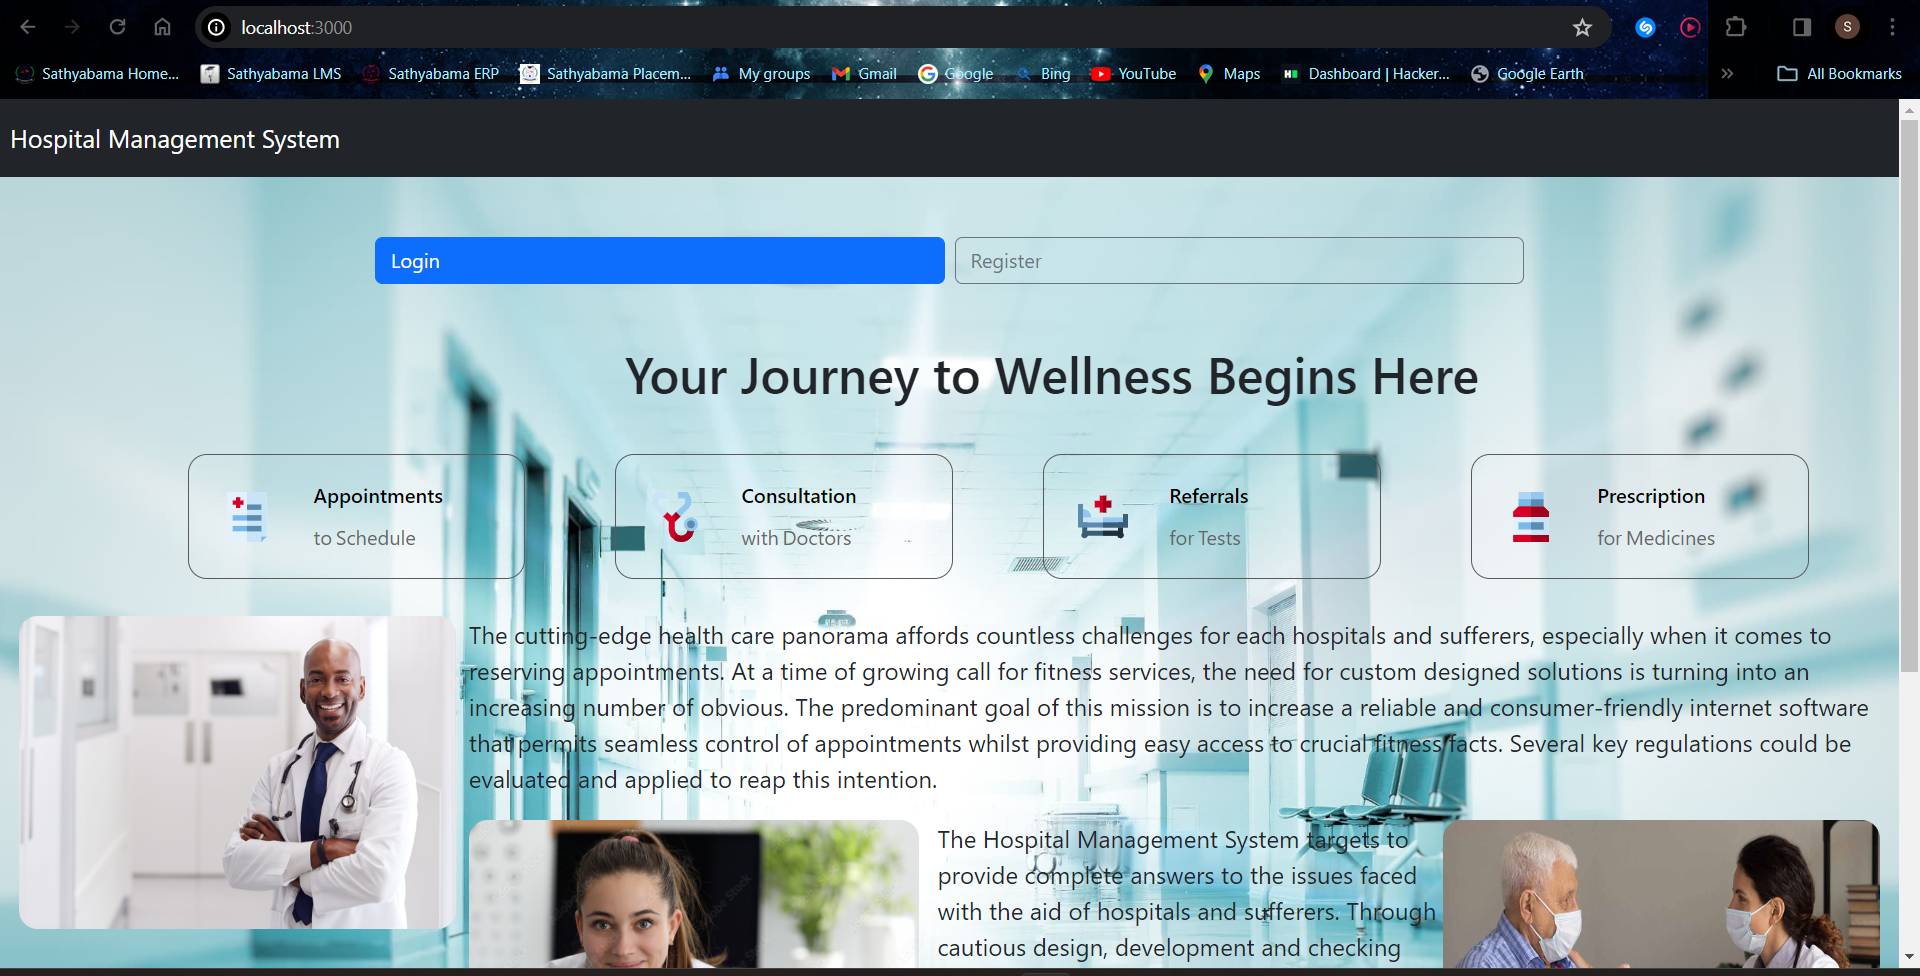 localhost:3000
S
Sathyabama Home...
Sathyabama LMS
Sathyabama ERP
Sathyabama Placem...
My groups
Gmail
Google
Bing
YouTube
Maps
Dashboard | Hacker...
Google Earth
»
All Bookmarks
Hospital Management System
Login
Register
Your Journey to Wellness Begins Here
Appointments
to Schedule
Consultation
with Doctors
Referrals
for Tests
Prescription
for Medicines
The cutting-edge health care panorama affords countless challenges for each hospitals and sufferers, especially when it comes to
reserving appointments. At a time of growing call for fitness services, the need for custom designed solutions is turning into an
increasing number of obvious. The predominant goal of this mission is to increase a reliable and consumer-friendly internet software
that permits seamless control of appointments whilst providing easy access to crucial fitness facts. Several key regulations could be
evaluated and applied to reap this intention.
The Hospital Management System targets to
provide complete answers to the issues faced
with the aid of hospitals and sufferers. Through
cautious design, development and checking